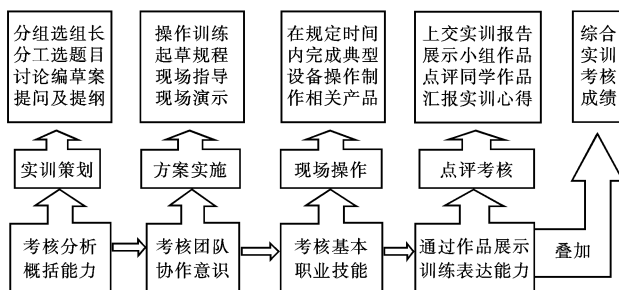 分组选组长
分工选题目
讨论编草案
提问及提纲
操作训练
起草规程
现场指导
现场演示
在规定时间
内完成典型
设备操作制
作相关产品
上交实训报告
展示小组作品
点评同学作品
汇报实训心得
综合
实训
考核
成绩
实训策划
方案实施
现场操作
点评考核
考核分析
概括能力
考核团队
协作意识
考核基本
职业技能
通过作品展示
训练表达能力
叠加